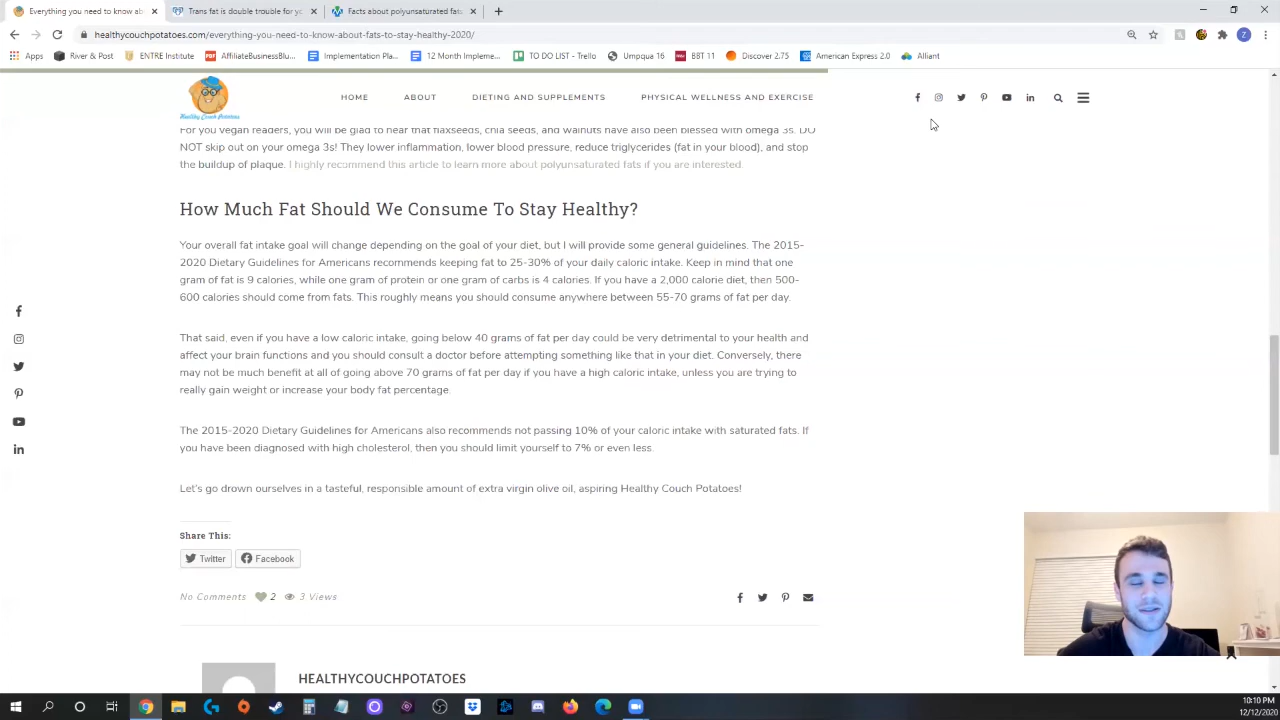 Everything you need to know ab
Trans fat is double trouble for yo
Facts about polyunsaturated fats
healthycouchpotatoes.com/everything-you-need-to-know-about-fats-to-stay-healthy-2020/
Z
Apps
River & Post
ENTRE Institute
AffiliateBusinessBlu...
Implementation Pla...
12 Month Impleme...
TO DO LIST - Trello
Umpqua 16
BBT 11
Discover 2.75
American Express 2.0
Alliant
Healthy Couch Potatoes
HOME
ABOUT
DIETING AND SUPPLEMENTS
PHYSICAL WELLNESS AND EXERCISE
For you vegan readers, you will be glad to hear that flaxseeds, chia seeds, and walnuts have also been blessed with omega 3s. DO
NOT skip out on your omega 3s! They lower inflammation, lower blood pressure, reduce triglycerides (fat in your blood), and stop
the buildup of plaque. I highly recommend this article to learn more about polyunsaturated fats if you are interested.
How Much Fat Should We Consume To Stay Healthy?
Your overall fat intake goal will change depending on the goal of your diet, but I will provide some general guidelines. The 2015-
2020 Dietary Guidelines for Americans recommends keeping fat to 25-30% of your daily caloric intake. Keep in mind that one
gram of fat is 9 calories, while one gram of protein or one gram of carbs is 4 calories. If you have a 2,000 calorie diet, then 500-
600 calories should come from fats. This roughly means you should consume anywhere between 55-70 grams of fat per day.
That said, even if you have a low caloric intake, going below 40 grams of fat per day could be very detrimental to your health and
affect your brain functions and you should consult a doctor before attempting something like that in your diet. Conversely, there
may not be much benefit at all of going above 70 grams of fat per day if you have a high caloric intake, unless you are trying to
really gain weight or increase your body fat percentage.
The 2015-2020 Dietary Guidelines for Americans also recommends not passing 10% of your caloric intake with saturated fats. If
you have been diagnosed with high cholesterol, then you should limit yourself to 7% or even less.
Let's go drown ourselves in a tasteful, responsible amount of extra virgin olive oil, aspiring Healthy Couch Potatoes!
Share This:
Twitter
Facebook
No Comments
2
3 Views
HEALTHYCOUCHPOTATOES
10:10 PM
12/12/2020